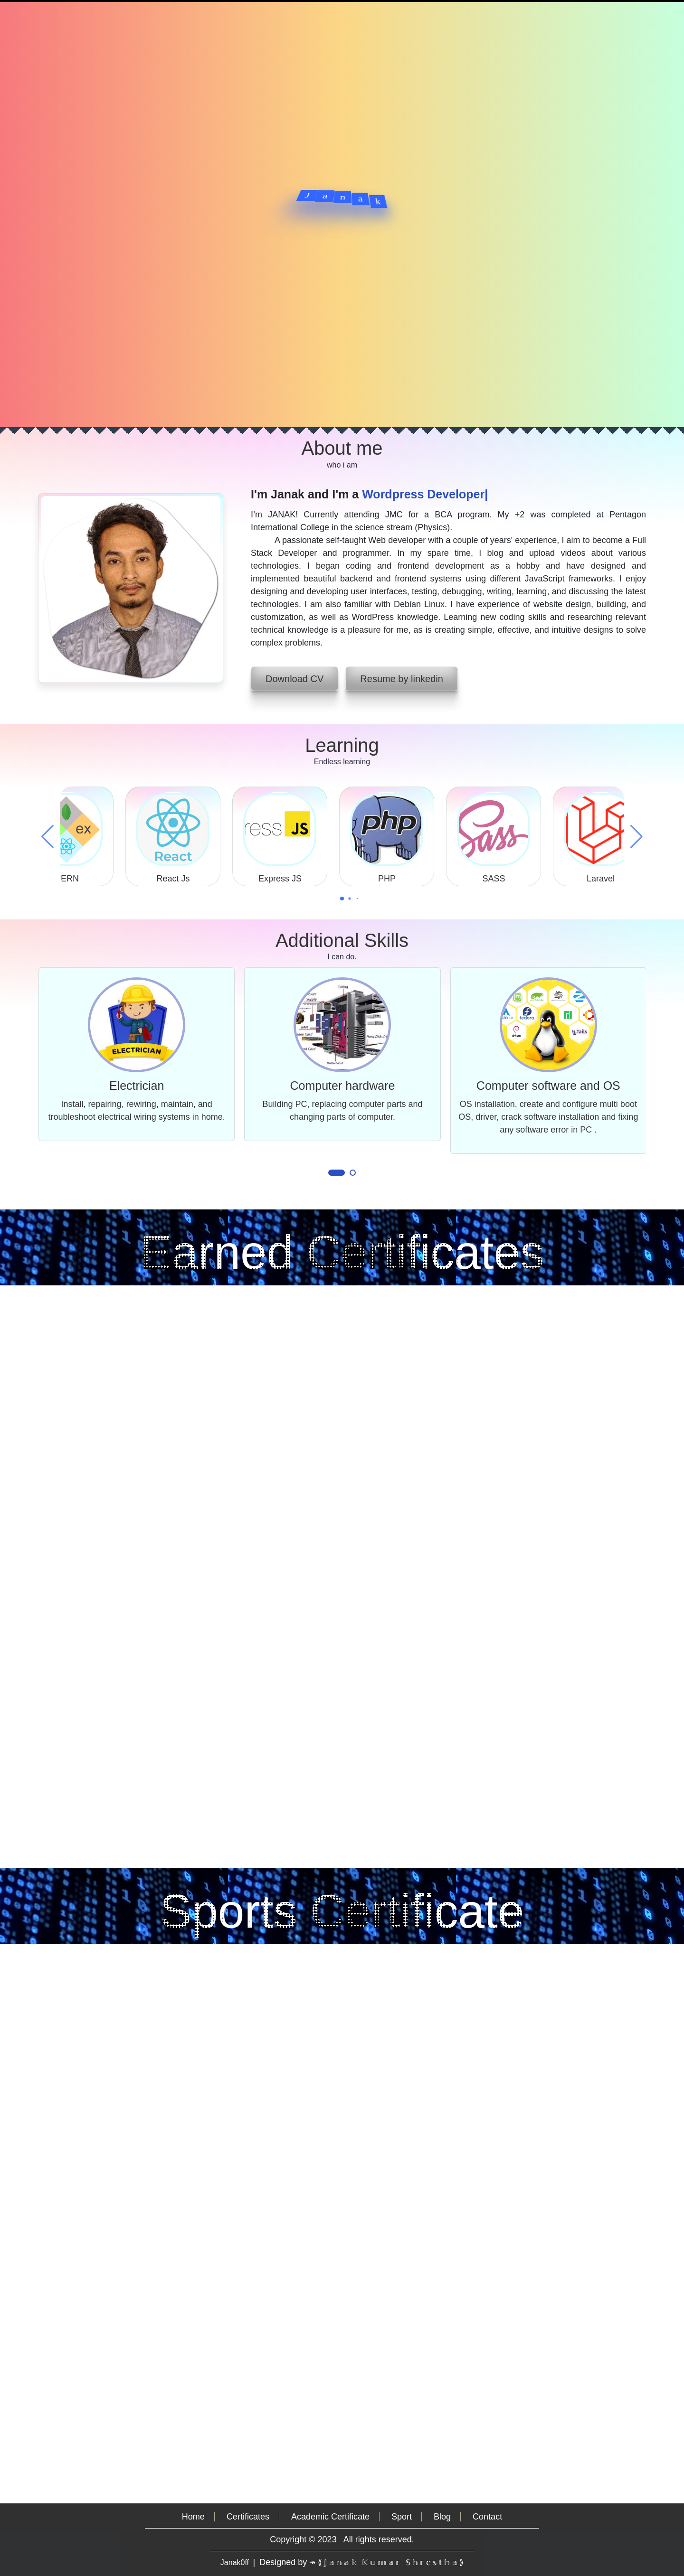 J a n a k
About me
who i am
I'm Janak and I'm a Wordpress Developer|
I'm JANAK! Currently attending JMC for a BCA program. My +2 was completed at Pentagon
International College in the science stream (Physics).
A passionate self-taught Web developer with a couple of years' experience, I aim to become a Full
Stack Developer and programmer. In my spare time, I blog and upload videos about various
technologies. I began coding and frontend development as a hobby and have designed and
implemented beautiful backend and frontend systems using different JavaScript frameworks. I enjoy
designing and developing user interfaces, testing, debugging, writing, learning, and discussing the latest
technologies. I am also familiar with Debian Linux. I have experience of website design, building, and
customization, as well as WordPress knowledge. Learning new coding skills and researching relevant
technical knowledge is a pleasure for me, as is creating simple, effective, and intuitive designs to solve
complex problems.
Download CV Resume by linkedin
Learning
Endless learning
ex React ress JS php Sass
ERN React Js Express JS PHP SASS Laravel
Additional Skills
I can do.
ELECTRICIAN
Electrician Computer hardware Computer software and OS
Install, repairing, rewiring, maintain, and
troubleshoot electrical wiring systems in home.
Building PC, replacing computer parts and
changing parts of computer.
OS installation, create and configure multi boot
OS, driver, crack software installation and fixing
any software error in PC .
Earned Certificates
Sports Certificate
Home Certificates Academic Certificate Sport Blog Contact
Copyright © 2023 All rights reserved.
Janak0ff | Designed by ↠ ⟪𝕁𝕒𝕟𝕒𝕜 𝕂𝕦𝕞𝕒𝕣 𝕊𝕙𝕣𝕖𝕤𝕥𝕙𝕒⟫